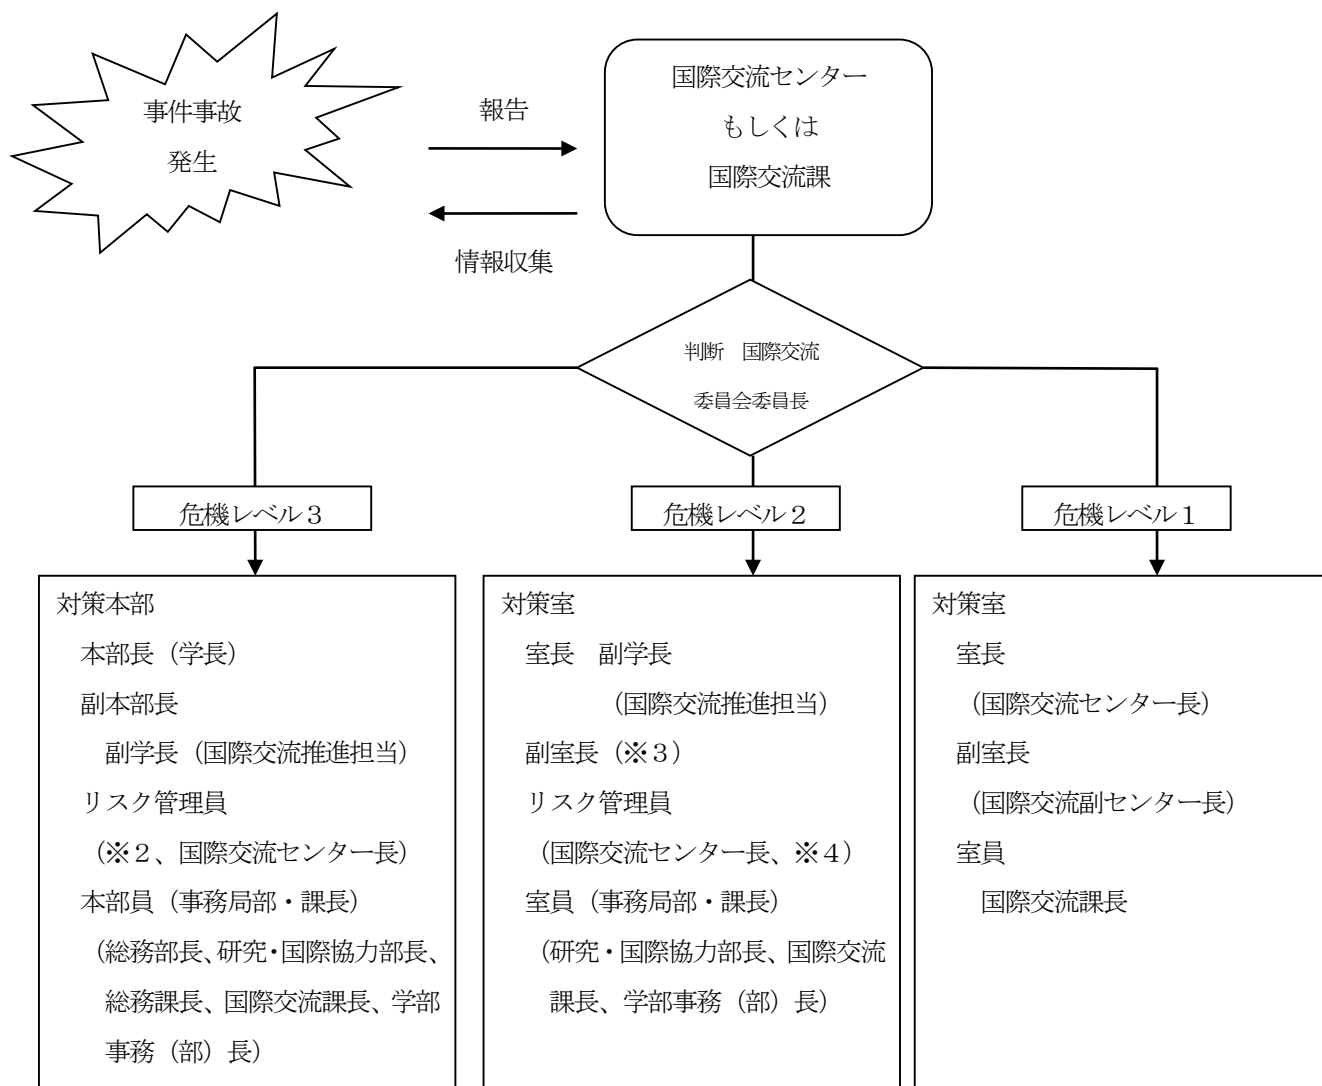 事件事故
発生
報告
情報収集
国際交流センター
もしくは
国際交流課
判断　国際交流
委員会委員長
危機レベル３
危機レベル２
危機レベル１
対策本部
本部長（学長）
副本部長
副学長（国際交流推進担当）
リスク管理員
（※２、国際交流センター長）
本部員（事務局部・課長）
（総務部長、研究・国際協力部長、
総務課長、国際交流課長、学部
事務（部）長）
対策室
室長　副学長
（国際交流推進担当）
副室長（※３）
リスク管理員
（国際交流センター長、※４）
室員（事務局部・課長）
（研究・国際協力部長、国際交流
課長、学部事務（部）長）
対策室
室長
（国際交流センター長）
副室長
（国際交流副センター長）
室員
国際交流課長